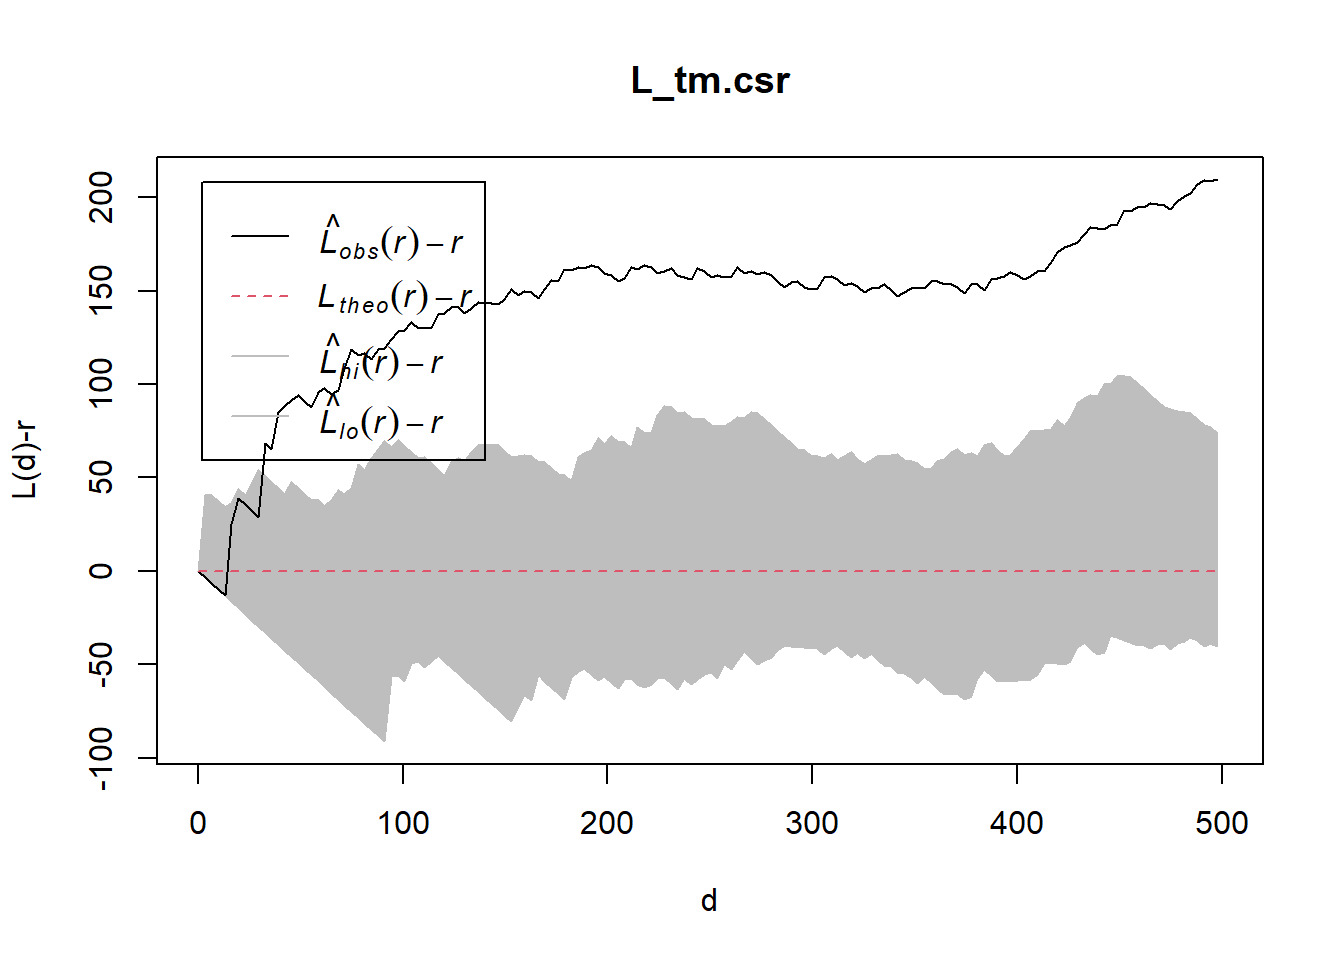 L_tm.csr
L̂obs(r) − r
Ltheo(r) − r
L̂hi(r) − r
L̂lo(r) − r
L(d)-r
200
150
100
50
0
-50
-100
0 100 200 300 400 500
d